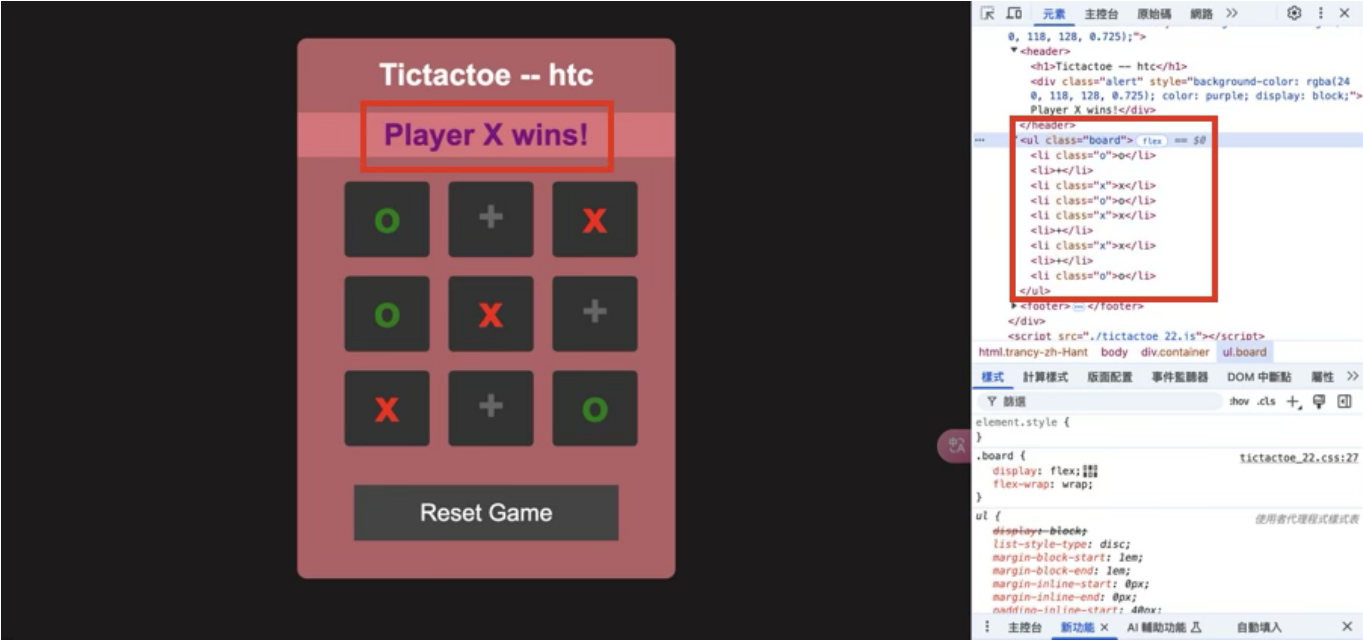 Tictactoe -- htc
Player X wins!
o + x
o x +
x + o
Reset Game
中文
CA
元素 主控台 原始碼 網路 >>
0, 118, 128, 0.725);">
<header>
<h1>Tictactoe -- htc</h1>
<div class="alert" style="background-color: rgba(24
0, 118, 128, 0.725); color: purple; display: block;">
Player X wins!</div>
</header>
<ul class="board"> flex == $0
<li class="o">o</li>
<li>+</li>
<li class="x">x</li>
<li class="o">o</li>
<li class="x">x</li>
<li>+</li>
<li class="x">x</li>
<li>+</li>
<li class="o">o</li>
</ul>
<footer> ⋯ </footer>
</div>
<script src="./tictactoe_22.js"></script>
html.trancy-zh-Hant body div.container ul.board
樣式 計算樣式 版面配置 事件監聽器 DOM 中斷點 屬性 >>
篩選 :hov .cls +
element.style {
}
.board { tictactoe_22.css:27
display: flex;
flex-wrap: wrap;
}
ul { 使用者代理程式樣式表
display: block;
list-style-type: disc;
margin-block-start: 1em;
margin-block-end: 1em;
margin-inline-start: 0px;
margin-inline-end: 0px;
padding-inline-start: 40px;
主控台 新功能 × AI 輔助功能 自動填入 ×